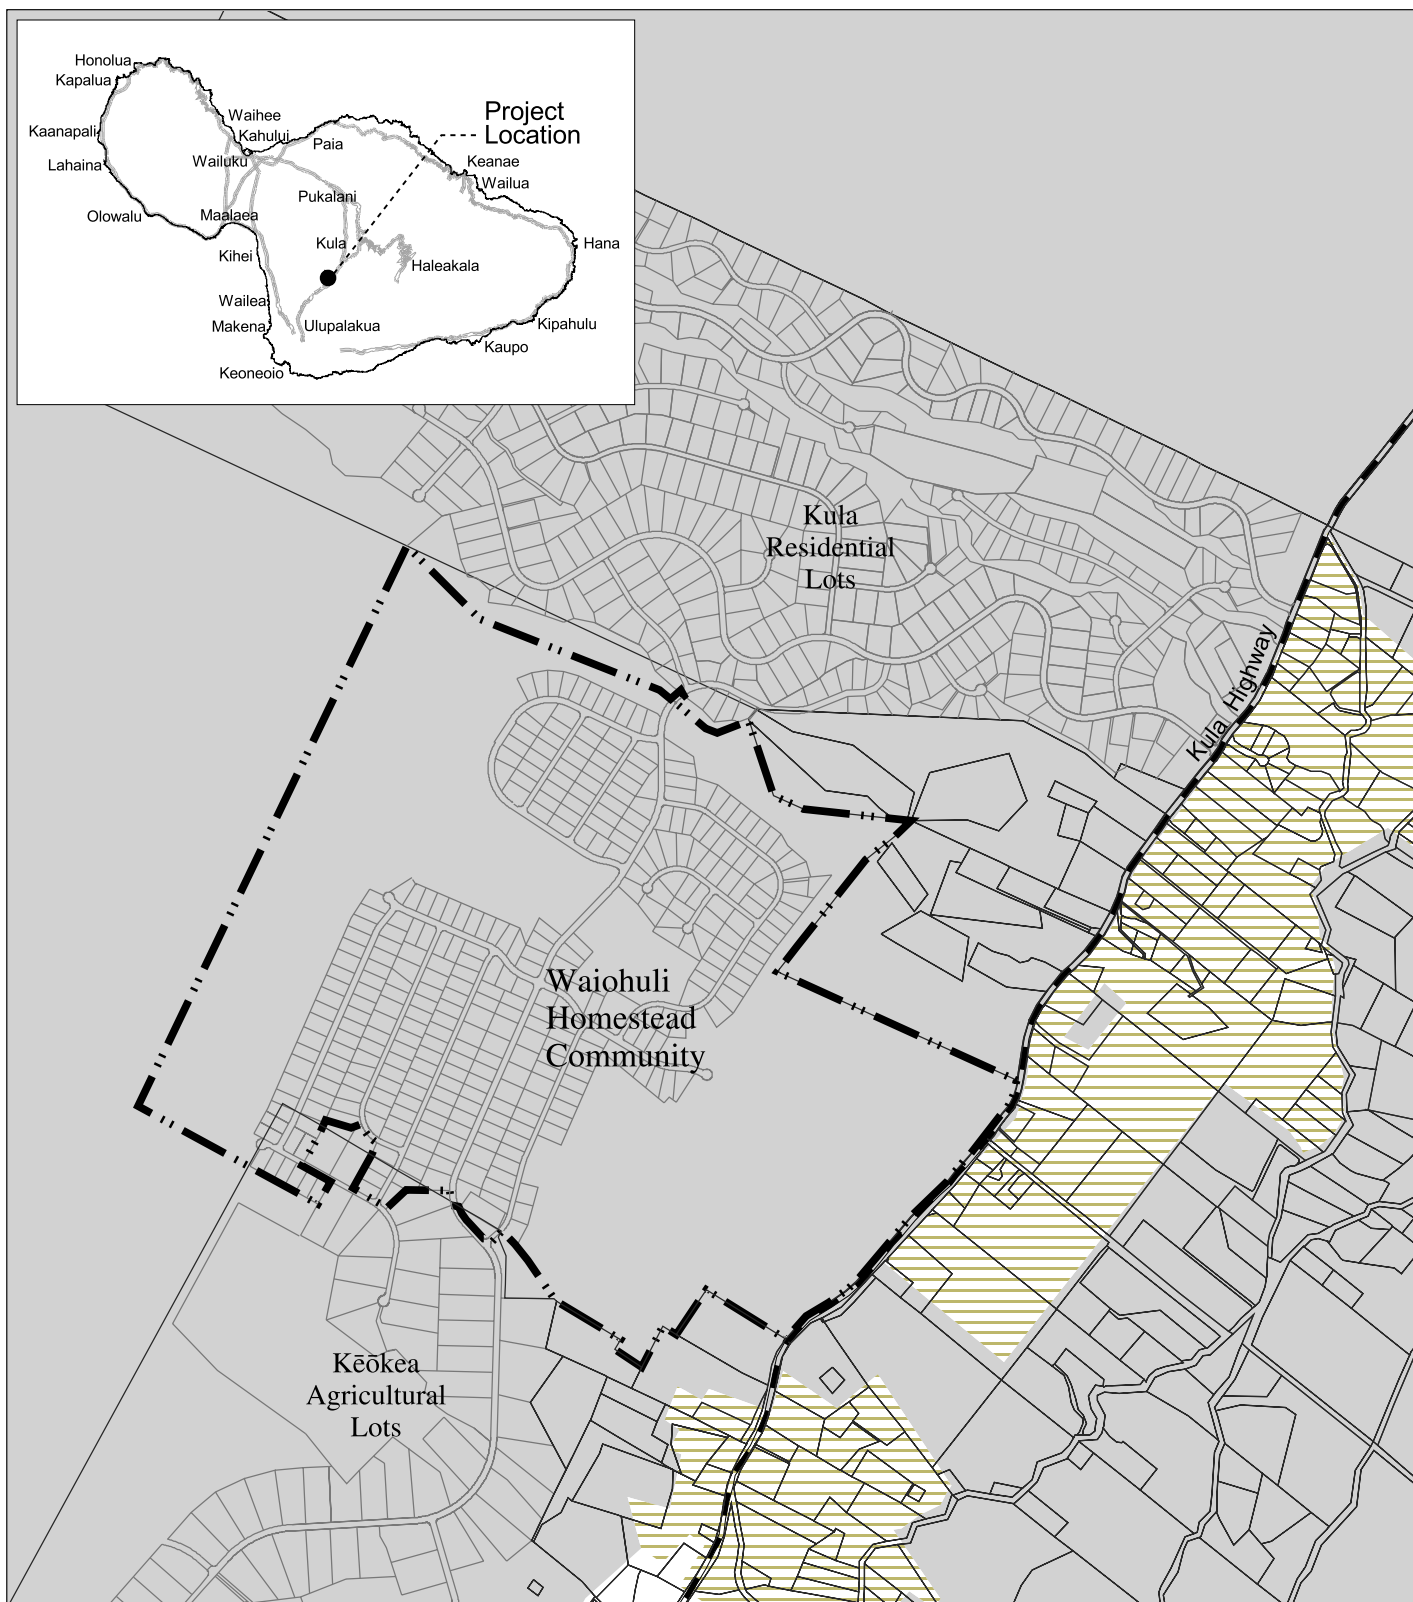 Honolua
Kapalua
Kaanapali
Lahaina
Olowalu
Waihee
Kahului
Wailuku
Maalaea
Kihei
Wailea
Makena
Keoneoio
Paia
Pukalani
Kula
Ulupalakua
Haleakala
Project
Location
Keanae
Wailua
Hana
Kipahulu
Kaupo
Kula
Residential
Lots
Kula Highway
Waiohuli
Homestead
Community
Kēōkea
Agricultural
Lots